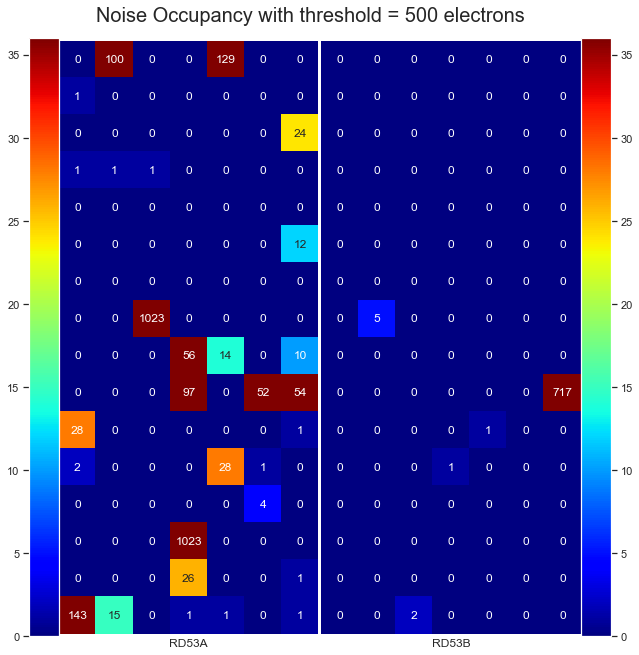 Noise Occupancy with threshold = 500 electrons
35 0 100 0 0 129 0 0 0 0 0 0 0 0 0 35
1 0 0 0 0 0 0 0 0 0 0 0 0 0
30 0 0 0 0 0 0 24 0 0 0 0 0 0 0 30
1 1 1 0 0 0 0 0 0 0 0 0 0 0
25 0 0 0 0 0 0 0 0 0 0 0 0 0 0 25
0 0 0 0 0 0 12 0 0 0 0 0 0 0
20 0 0 0 0 0 0 0 0 0 0 0 0 0 0 20
0 0 1023 0 0 0 0 0 5 0 0 0 0 0
0 0 0 56 14 0 10 0 0 0 0 0 0 0
15 0 0 0 97 0 52 54 0 0 0 0 0 0 717 15
28 0 0 0 0 0 1 0 0 0 0 1 0 0
10 2 0 0 0 28 1 0 0 0 0 1 0 0 0 10
0 0 0 0 0 4 0 0 0 0 0 0 0 0
5 0 0 0 1023 0 0 0 0 0 0 0 0 0 0 5
0 0 0 26 0 0 1 0 0 0 0 0 0 0
143 15 0 1 1 0 1 0 0 2 0 0 0 0
0 0
RD53A RD53B